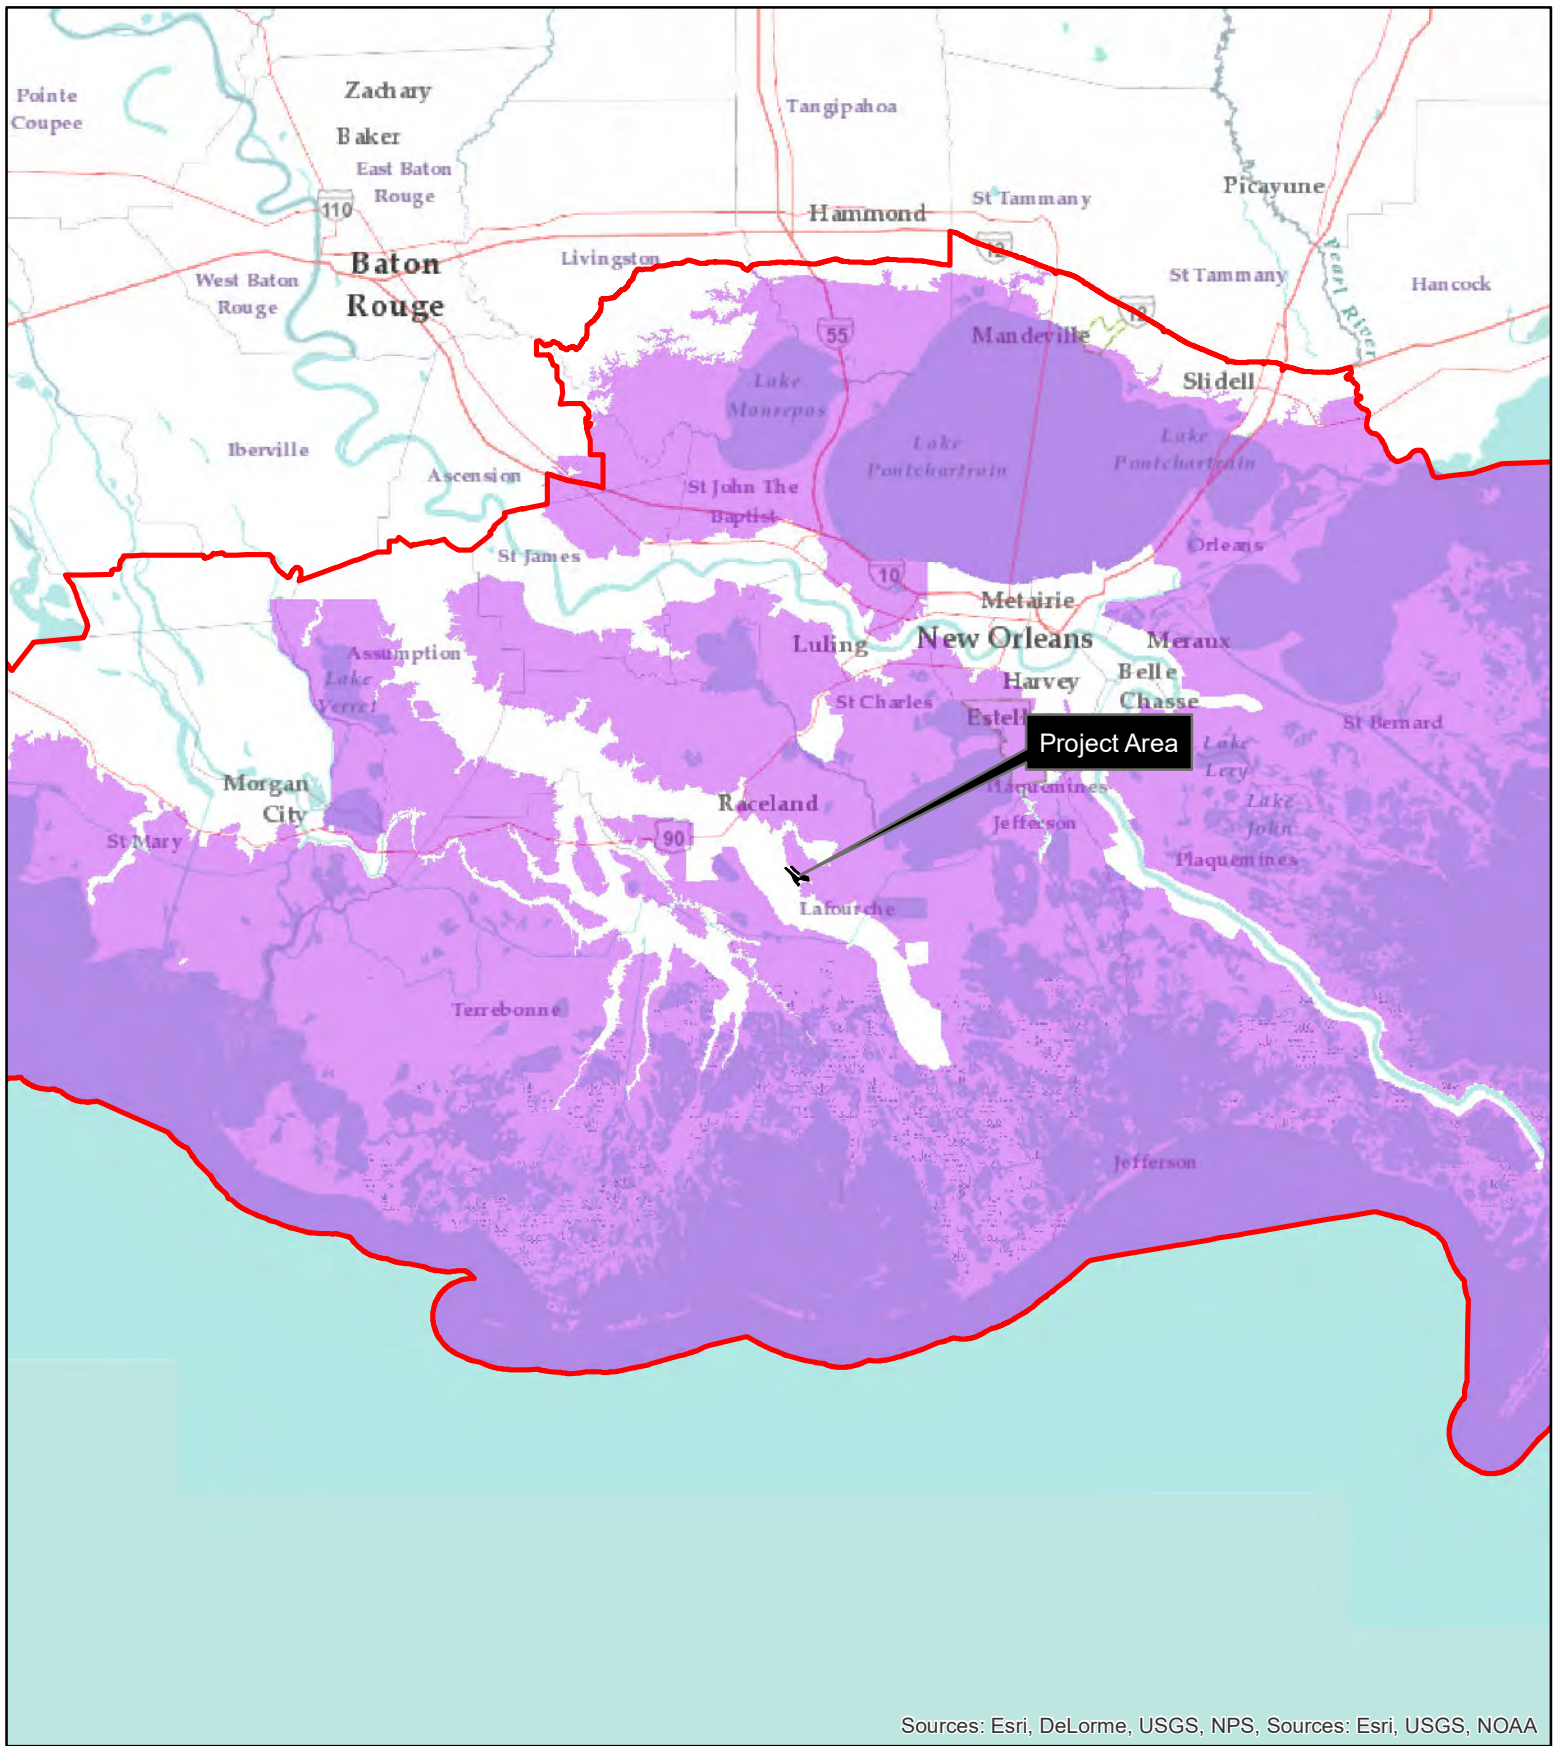 Pointe
Coupee
Zachary
Baker
East Baton
Rouge
110
Tangipahoa
Hammond
St Tammany
12
Picayune
Pearl River
Hancock
St Tammany
12
Livingston
Baton
Rouge
West Baton
Rouge
55
Mandeville
Slidell
Lake
Maurepas
Lake
Pontchartrain
Lake
Pontchartrain
Iberville
Ascension
St John The
Baptist
St James
Orleans
10
Metairie
New Orleans
Meraux
Luling
Harvey
Belle
Chasse
Assumption
Lake
Verret
St Charles
Estell
Project Area
St Bernard
Lake
Lery
Morgan
City
Raceland
Plaquemines
Lake
John
Jefferson
90
St Mary
Plaquemines
Lafourche
Terrebonne
Jefferson
Sources: Esri, DeLorme, USGS, NPS, Sources: Esri, USGS, NOAA